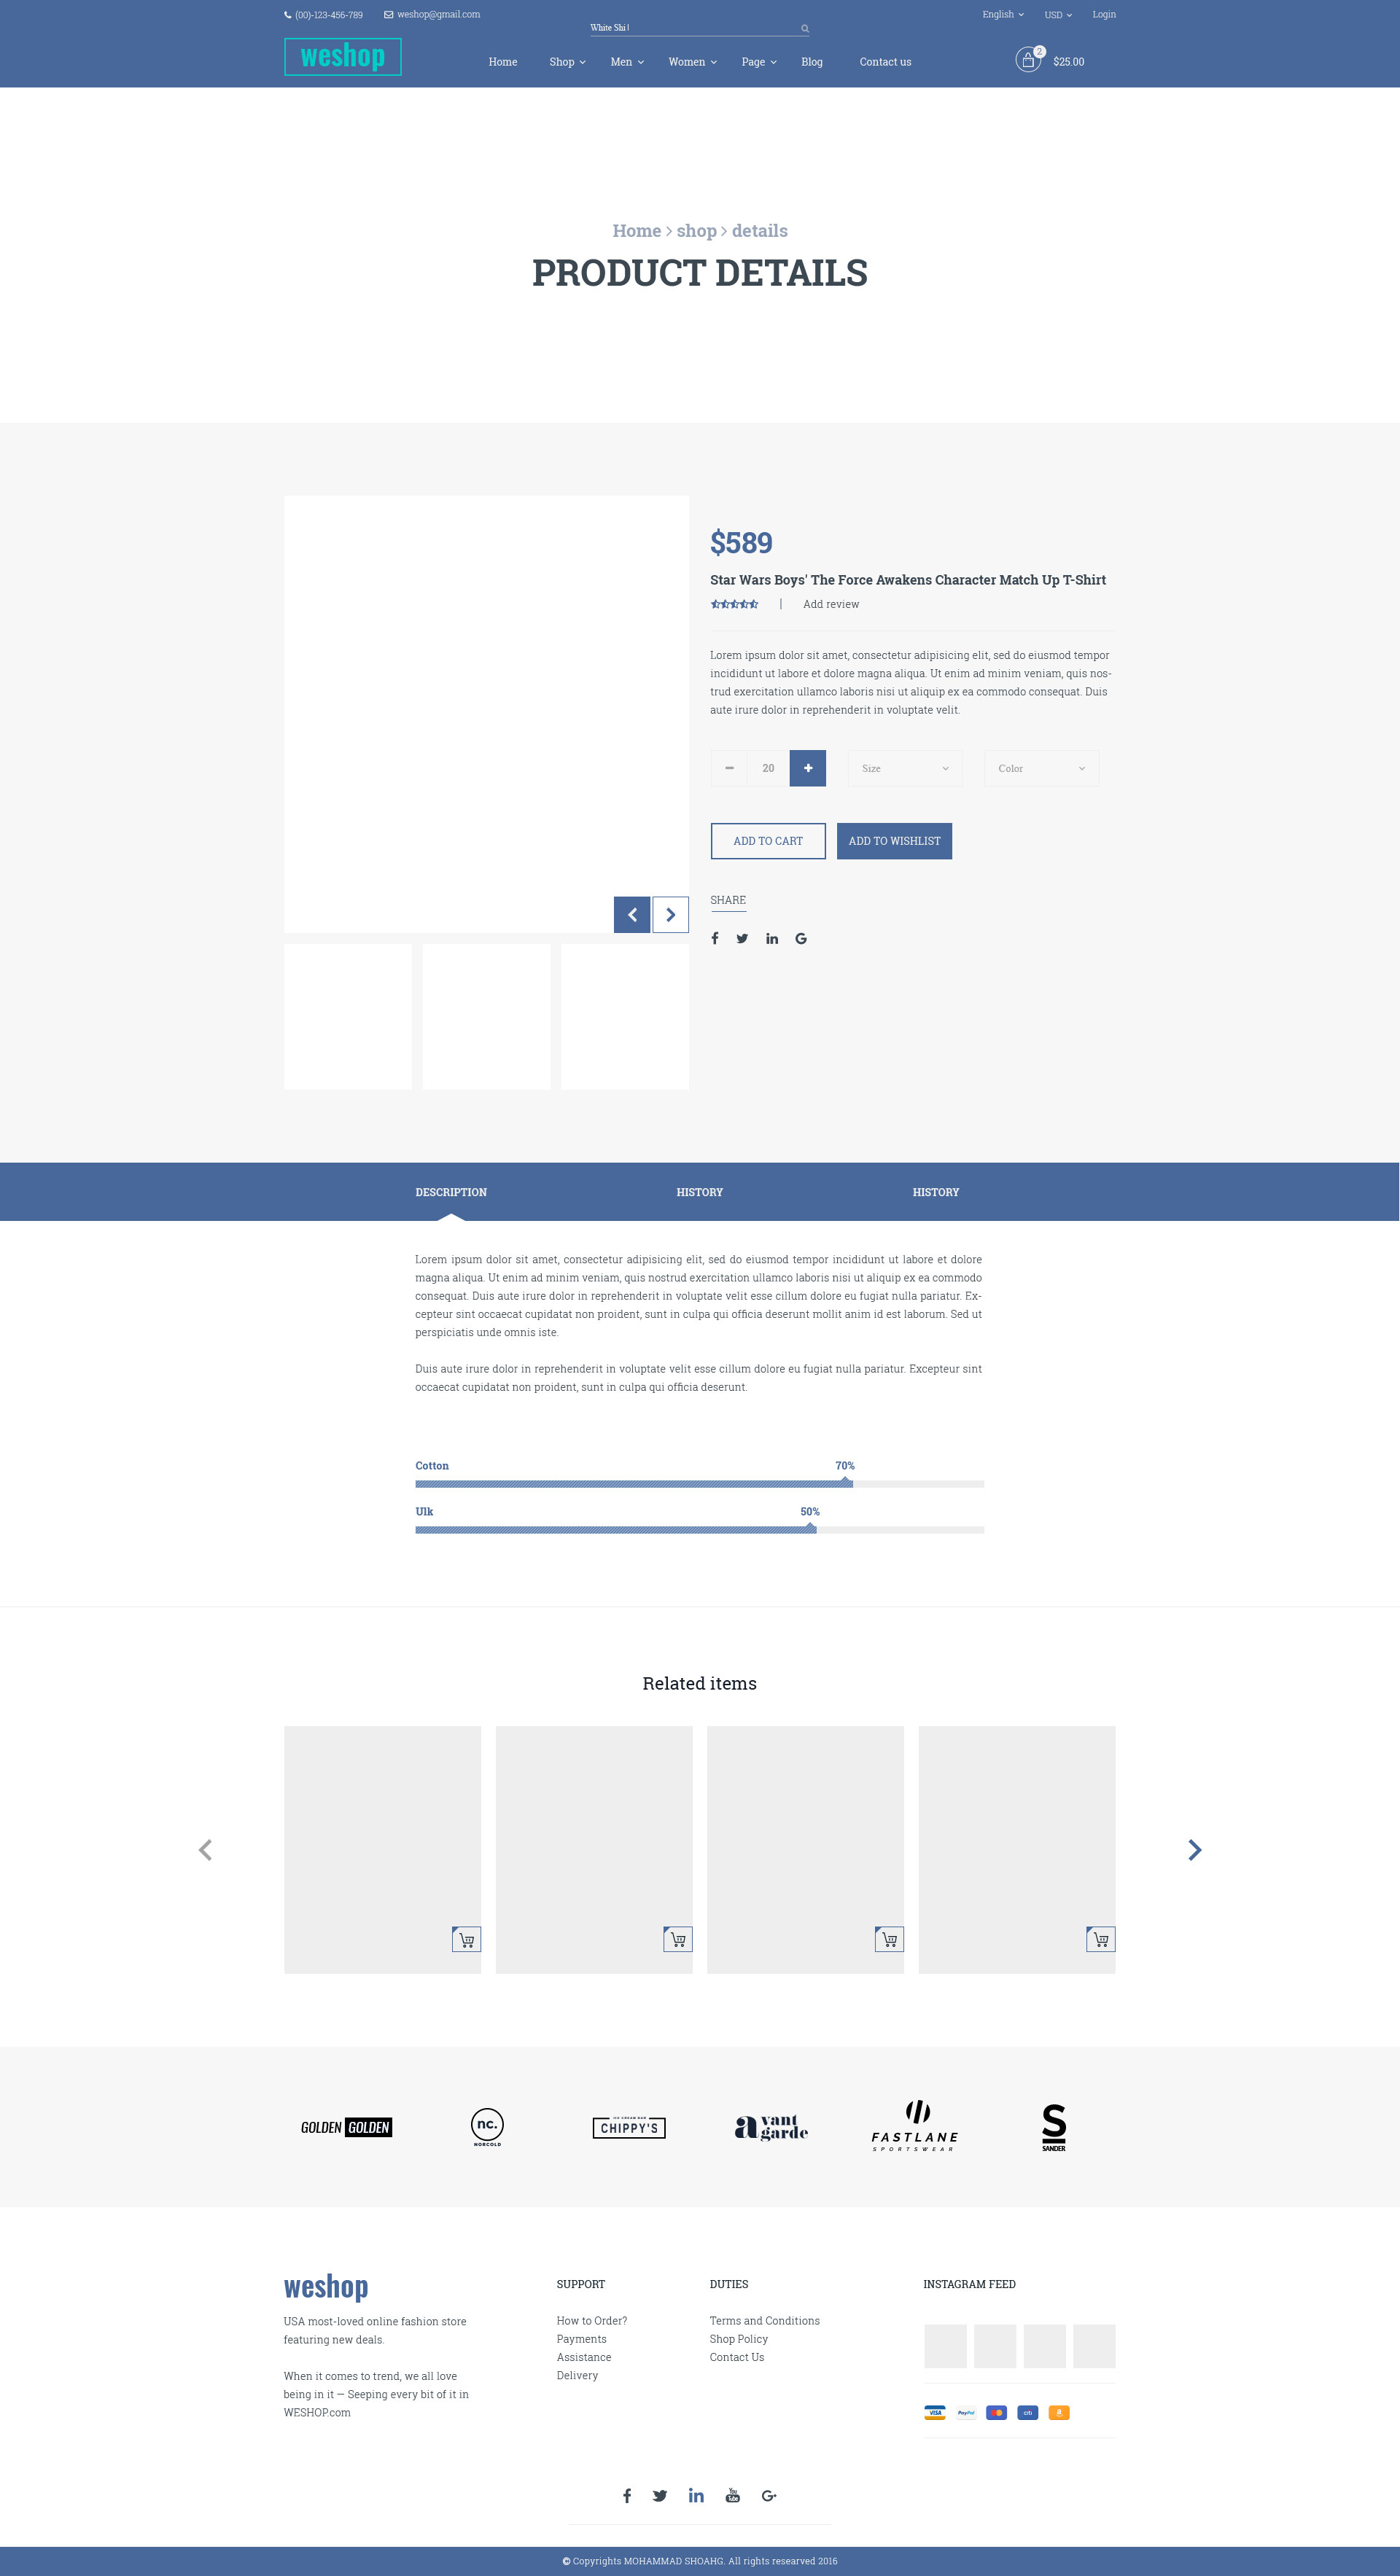 (00)-123-456-789 weshop@gmail.com English USD Login
White Shi
weshop
Home Shop Men Women Page Blog Contact us 2 $25.00
Home > shop > details
PRODUCT DETAILS
$589
Star Wars Boys' The Force Awakens Character Match Up T-Shirt
| Add review
Lorem ipsum dolor sit amet, consectetur adipisicing elit, sed do eiusmod tempor
incididunt ut labore et dolore magna aliqua. Ut enim ad minim veniam, quis nos-
trud exercitation ullamco laboris nisi ut aliquip ex ea commodo consequat. Duis
aute irure dolor in reprehenderit in voluptate velit.
20 Size Color
ADD TO CART ADD TO WISHLIST
SHARE
DESCRIPTION HISTORY HISTORY
Lorem ipsum dolor sit amet, consectetur adipisicing elit, sed do eiusmod tempor incididunt ut labore et dolore
magna aliqua. Ut enim ad minim veniam, quis nostrud exercitation ullamco laboris nisi ut aliquip ex ea commodo
consequat. Duis aute irure dolor in reprehenderit in voluptate velit esse cillum dolore eu fugiat nulla pariatur. Ex-
cepteur sint occaecat cupidatat non proident, sunt in culpa qui officia deserunt mollit anim id est laborum. Sed ut
perspiciatis unde omnis iste.
Duis aute irure dolor in reprehenderit in voluptate velit esse cillum dolore eu fugiat nulla pariatur. Excepteur sint
occaecat cupidatat non proident, sunt in culpa qui officia deserunt.
Cotton 70%
Ulk 50%
Related items
GOLDEN GOLDEN
nc.
NORCOLD
ICE CREAM BAR
CHIPPY'S
avant
garde
FASTLANE
SPORTSWEAR
S
SANDER
weshop
USA most-loved online fashion store
featuring new deals.
When it comes to trend, we all love
being in it — Seeping every bit of it in
WESHOP.com
SUPPORT
How to Order?
Payments
Assistance
Delivery
DUTIES
Terms and Conditions
Shop Policy
Contact Us
INSTAGRAM FEED
VISA PayPal citi a
You
Tube
Copyrights MOHAMMAD SHOAHG. All rights researved 2016